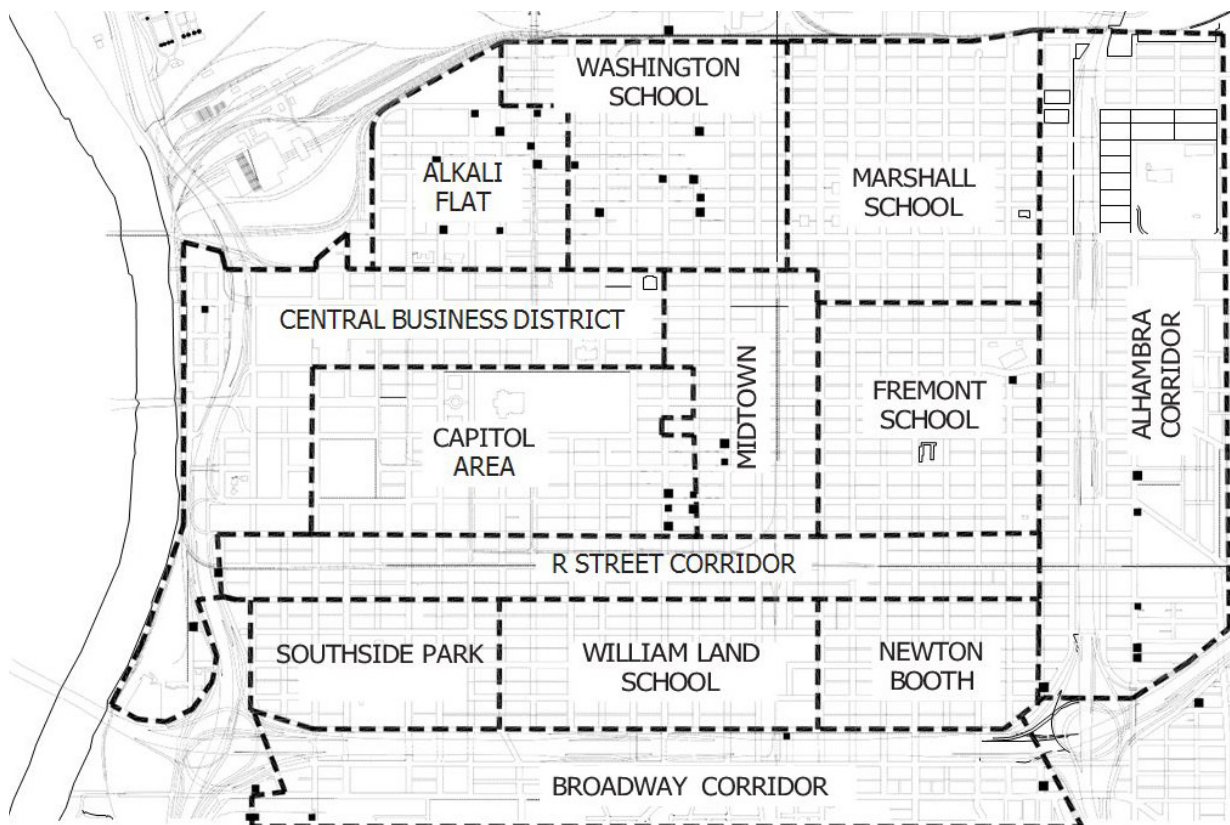 WASHINGTON
SCHOOL
ALKALI
FLAT
MARSHALL
SCHOOL
CENTRAL BUSINESS DISTRICT
MIDTOWN
ALHAMBRA
CORRIDOR
FREMONT
SCHOOL
CAPITOL
AREA
R STREET CORRIDOR
SOUTHSIDE PARK
WILLIAM LAND
SCHOOL
NEWTON
BOOTH
BROADWAY CORRIDOR